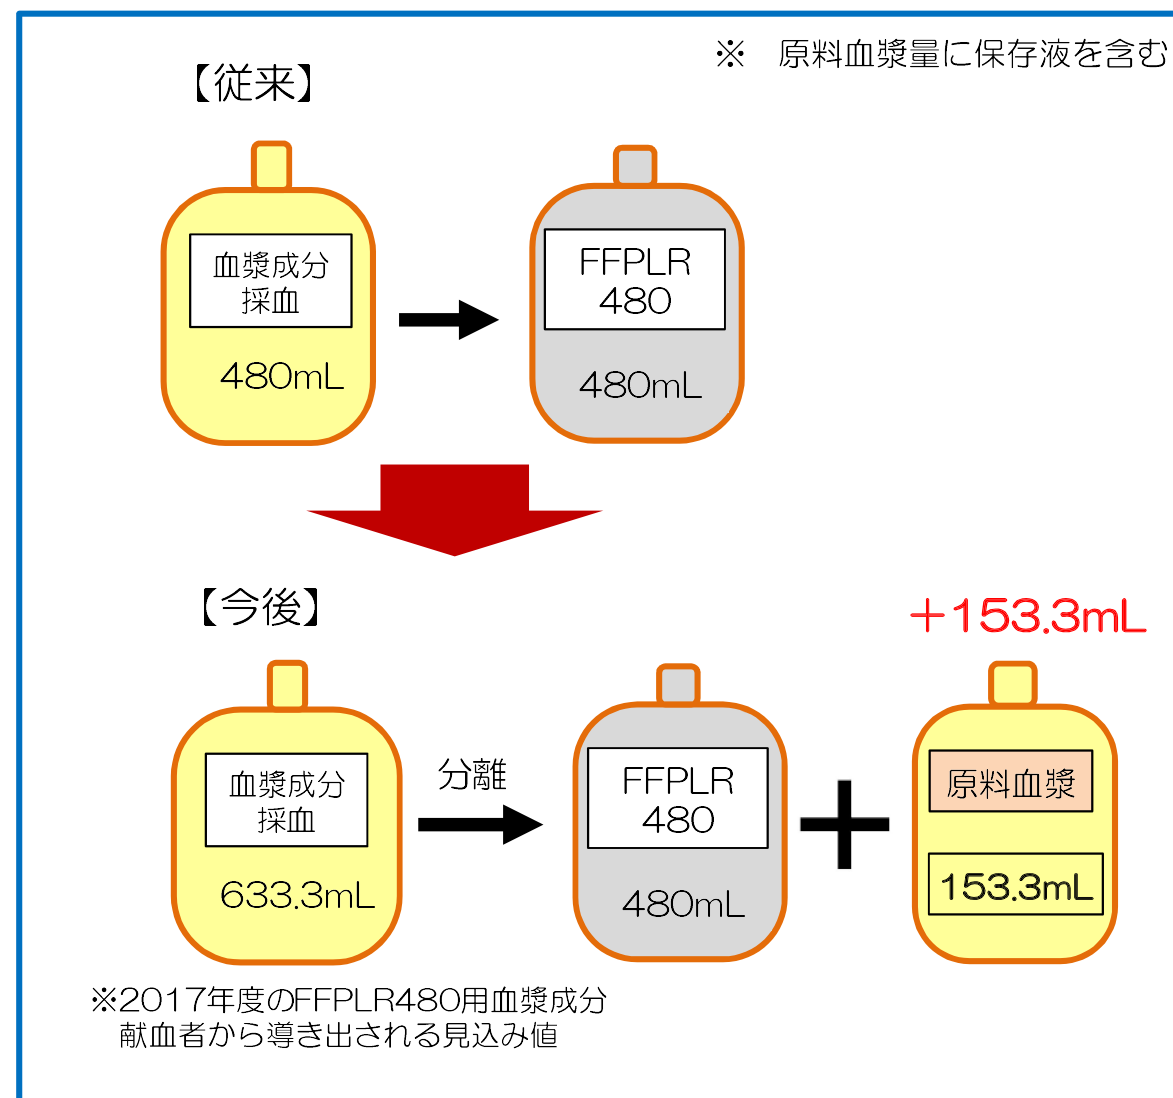 ※　原料血漿量に保存液を含む
【従来】
血漿成分
採血
480mL
FFPLR
480
480mL
【今後】
＋153.3mL
血漿成分
採血
633.3mL
分離
FFPLR
480
480mL
＋
原料血漿
153.3mL
※2017年度のFFPLR480用血漿成分
献血者から導き出される見込み値